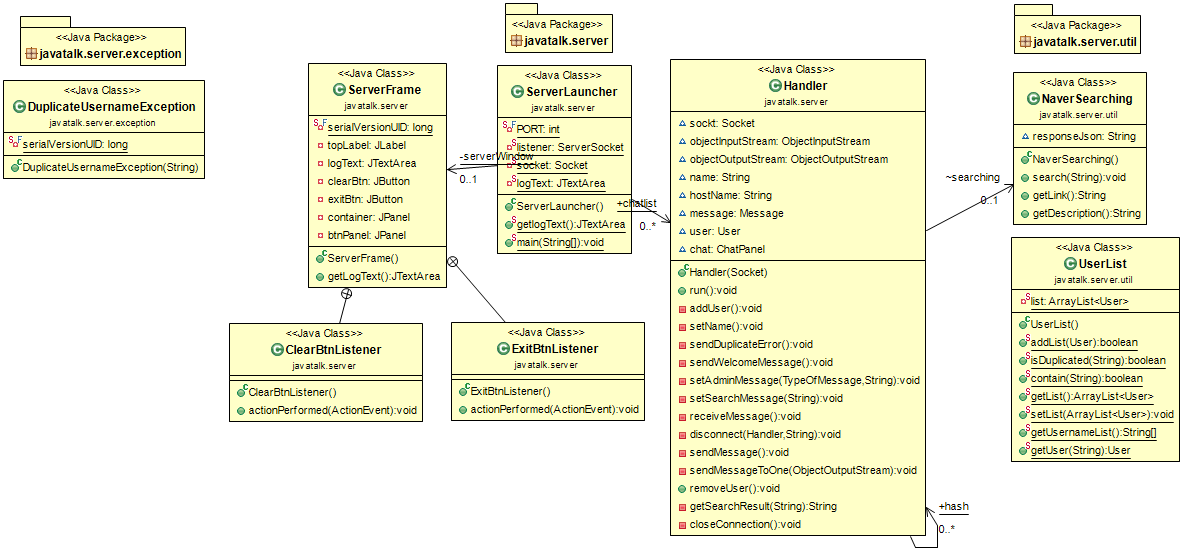 <<Java Package>>
javatalk.server.exception
<<Java Class>>
DuplicateUsernameException
javatalk.server.exception
serialVersionUID: long
DuplicateUsernameException(String)
<<Java Class>>
ServerFrame
javatalk.server
serialVersionUID: long
topLabel: JLabel
logText: JTextArea
clearBtn: JButton
exitBtn: JButton
container: JPanel
btnPanel: JPanel
ServerFrame()
getLogText():JTextArea
-serverWindow
0..1
<<Java Class>>
ClearBtnListener
javatalk.server
ClearBtnListener()
actionPerformed(ActionEvent):void
<<Java Class>>
ExitBtnListener
javatalk.server
ExitBtnListener()
actionPerformed(ActionEvent):void
<<Java Package>>
javatalk.server
<<Java Class>>
ServerLauncher
javatalk.server
PORT: int
listener: ServerSocket
socket: Socket
logText: JTextArea
ServerLauncher()
getlogText():JTextArea
main(String[]):void
+chatlist
0..*
<<Java Class>>
Handler
javatalk.server
sockt: Socket
objectInputStream: ObjectInputStream
objectOutputStream: ObjectOutputStream
name: String
hostName: String
message: Message
user: User
chat: ChatPanel
Handler(Socket)
run():void
addUser():void
setName():void
sendDuplicateError():void
sendWelcomeMessage():void
setAdminMessage(TypeOfMessage,String):void
setSearchMessage(String):void
receiveMessage():void
disconnect(Handler,String):void
sendMessage():void
sendMessageToOne(ObjectOutputStream):void
removeUser():void
getSearchResult(String):String
closeConnection():void
+hash
0..*
~searching
0..1
<<Java Package>>
javatalk.server.util
<<Java Class>>
NaverSearching
javatalk.server.util
responseJson: String
NaverSearching()
search(String):void
getLink():String
getDescription():String
<<Java Class>>
UserList
javatalk.server.util
list: ArrayList<User>
UserList()
addList(User):boolean
isDuplicated(String):boolean
contain(String):boolean
getList():ArrayList<User>
setList(ArrayList<User>):void
getUsernameList():String[]
getUser(String):User